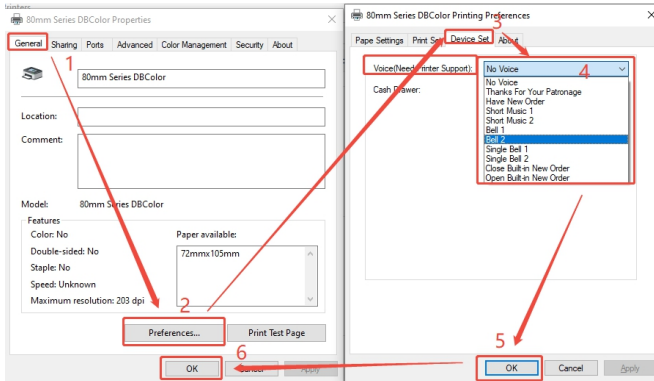 80mm Series DBColor Properties
General Sharing Ports Advanced Color Management Security About
1
80mm Series DBColor
Location:
Comment:
Model: 80mm Series DBColor
Features
Color: No
Double-sided: No
Staple: No
Speed: Unknown
Maximum resolution: 203 dpi
Paper available:
72mmx105mm
2
Preferences... Print Test Page
6
OK Cancel Apply
80mm Series DBColor Printing Preferences
3
Pape Settings Print Set Device Set About
Voice(Need Printer Support): No Voice
4
Cash Drawer:
No Voice
Thanks For Your Patronage
Have New Order
Short Music 1
Short Music 2
Bell 1
Bell 2
Single Bell 1
Single Bell 2
Close Built-in New Order
Open Built-in New Order
5
OK Cancel Apply